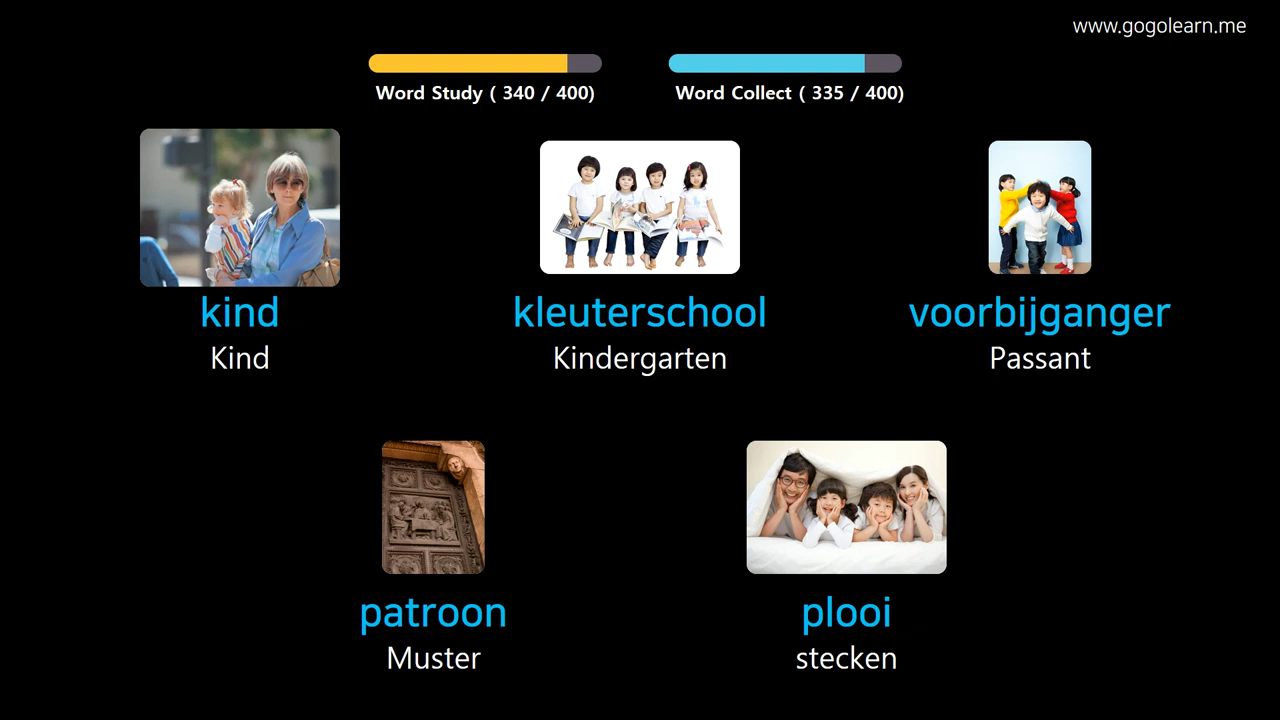 www.gogolearn.me
Word Study ( 340 / 400)
Word Collect ( 335 / 400)
kind
Kind
kleuterschool
Kindergarten
voorbijganger
Passant
patroon
Muster
plooi
stecken